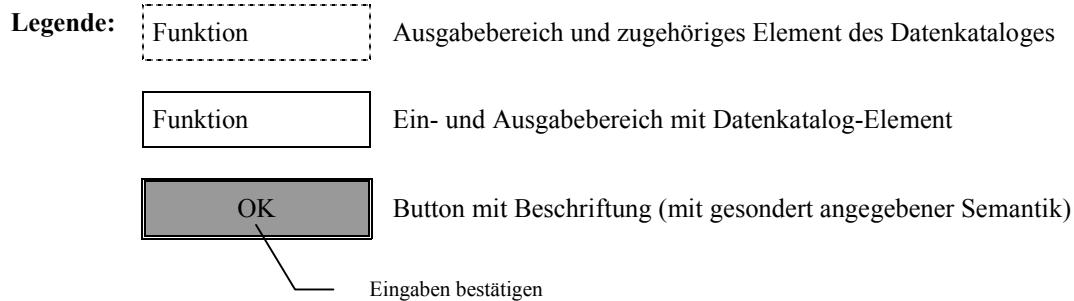 Legende: Funktion Ausgabebereich und zugehöriges Element des Datenkataloges
Funktion Ein- und Ausgabebereich mit Datenkatalog-Element
OK Button mit Beschriftung (mit gesondert angegebener Semantik)
Eingaben bestätigen